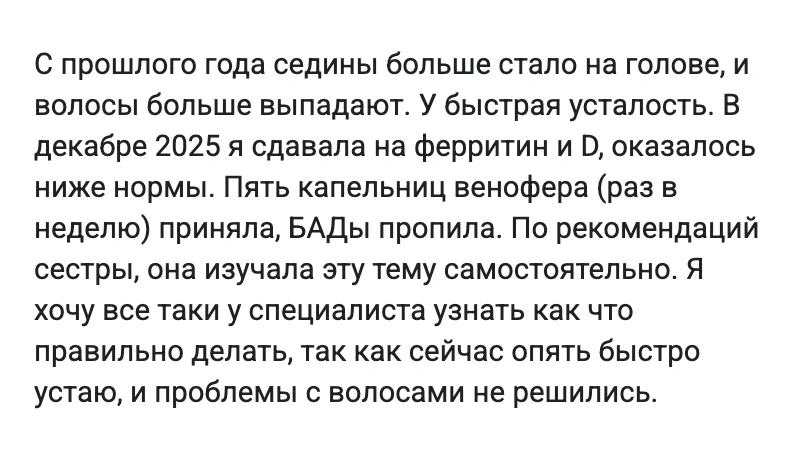 С прошлого года седины больше стало на голове, и
волосы больше выпадают. У быстрая усталость. В
декабре 2025 я сдавала на ферритин и D, оказалось
ниже нормы. Пять капельниц венофера (раз в
неделю) приняла, БАДы пропила. По рекомендаций
сестры, она изучала эту тему самостоятельно. Я
хочу все таки у специалиста узнать как что
правильно делать, так как сейчас опять быстро
устаю, и проблемы с волосами не решились.